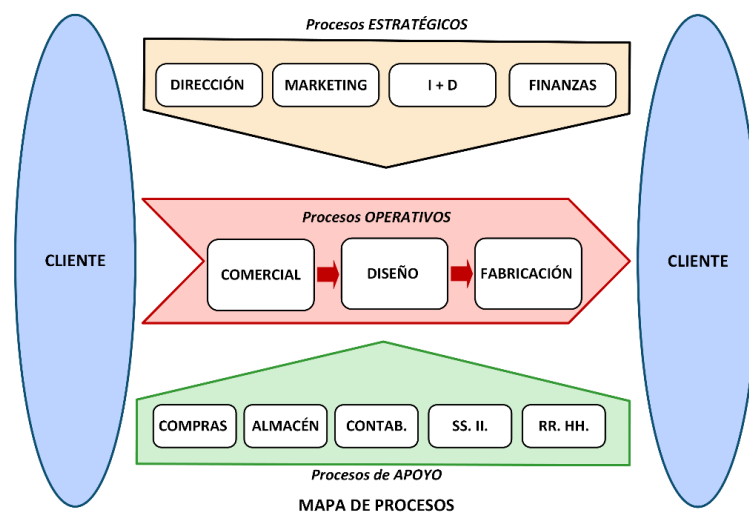 Procesos ESTRATÉGICOS
DIRECCIÓN
MARKETING
I + D
FINANZAS
CLIENTE
Procesos OPERATIVOS
COMERCIAL
DISEÑO
FABRICACIÓN
CLIENTE
COMPRAS
ALMACÉN
CONTAB.
SS. II.
RR. HH.
Procesos de APOYO
MAPA DE PROCESOS